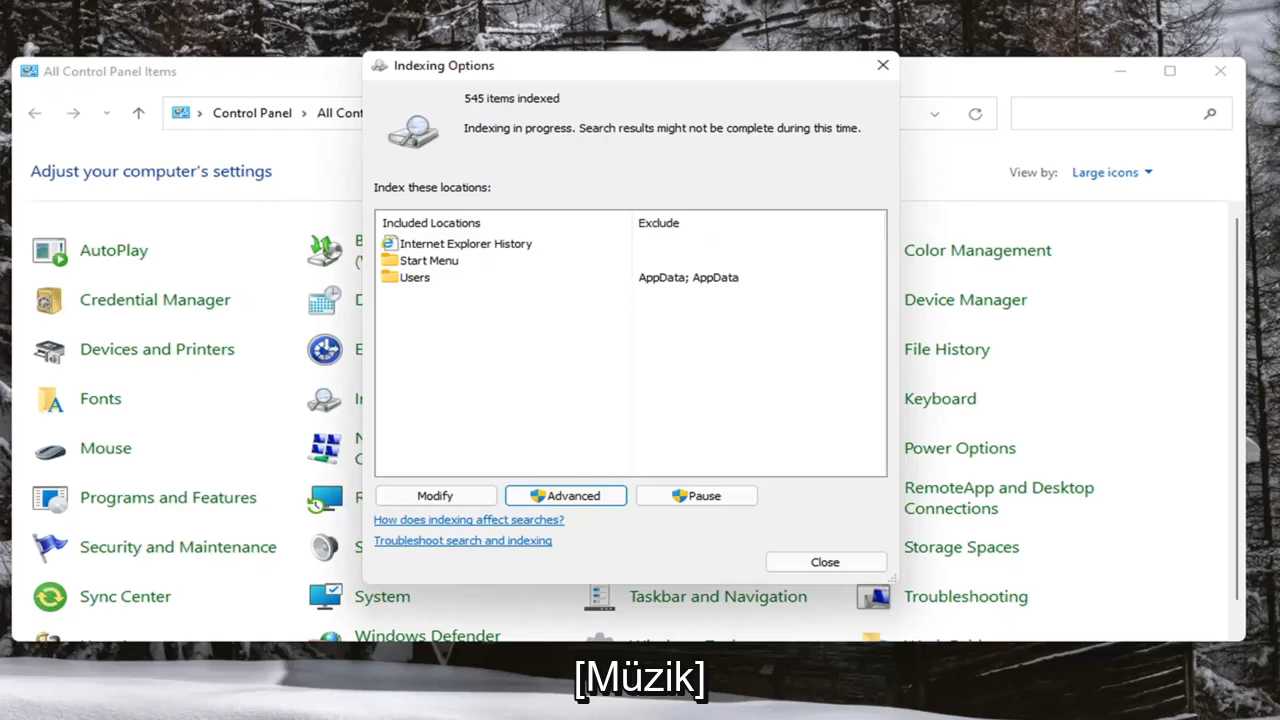 All Control Panel Items
Indexing Options
545 items indexed
Indexing in progress. Search results might not be complete during this time.
Control Panel
All Cont
Adjust your computer's settings
View by: Large icons
Index these locations:
Included Locations
Exclude
Internet Explorer History
Start Menu
Users
AppData; AppData
Modify
Advanced
Pause
How does indexing affect searches?
Troubleshoot search and indexing
Close
AutoPlay
Color Management
Credential Manager
Device Manager
Devices and Printers
File History
Fonts
Keyboard
Mouse
Power Options
Programs and Features
RemoteApp and Desktop
Connections
Security and Maintenance
Storage Spaces
Sync Center
System
Taskbar and Navigation
Troubleshooting
Windows Defender
[Müzik]